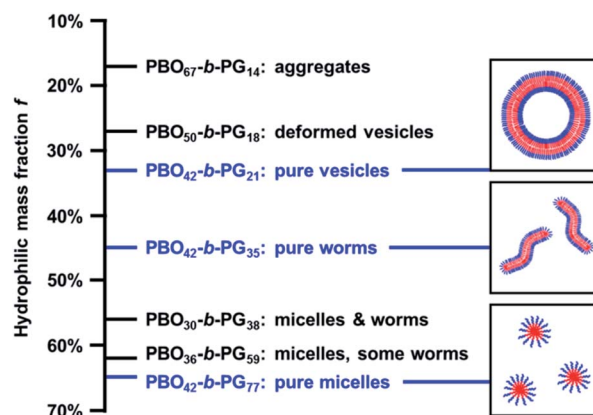 Hydrophilic mass fraction f
10%
PBO₆₇-b-PG₁₄: aggregates
20%
PBO₅₀-b-PG₁₈: deformed vesicles
30%
PBO₄₂-b-PG₂₁: pure vesicles
40%
PBO₄₂-b-PG₃₅: pure worms
50%
PBO₃₀-b-PG₃₈: micelles & worms
60%
PBO₃₆-b-PG₅₉: micelles, some worms
PBO₄₂-b-PG₇₇: pure micelles
70%